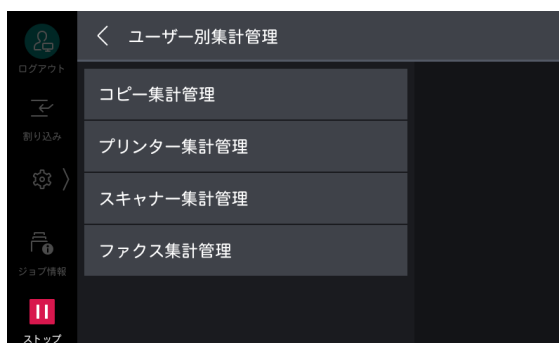 ユーザー別集計管理
ログアウト
コピー集計管理
割り込み
プリンター集計管理
スキャナー集計管理
ファクス集計管理
ジョブ情報
ストップ